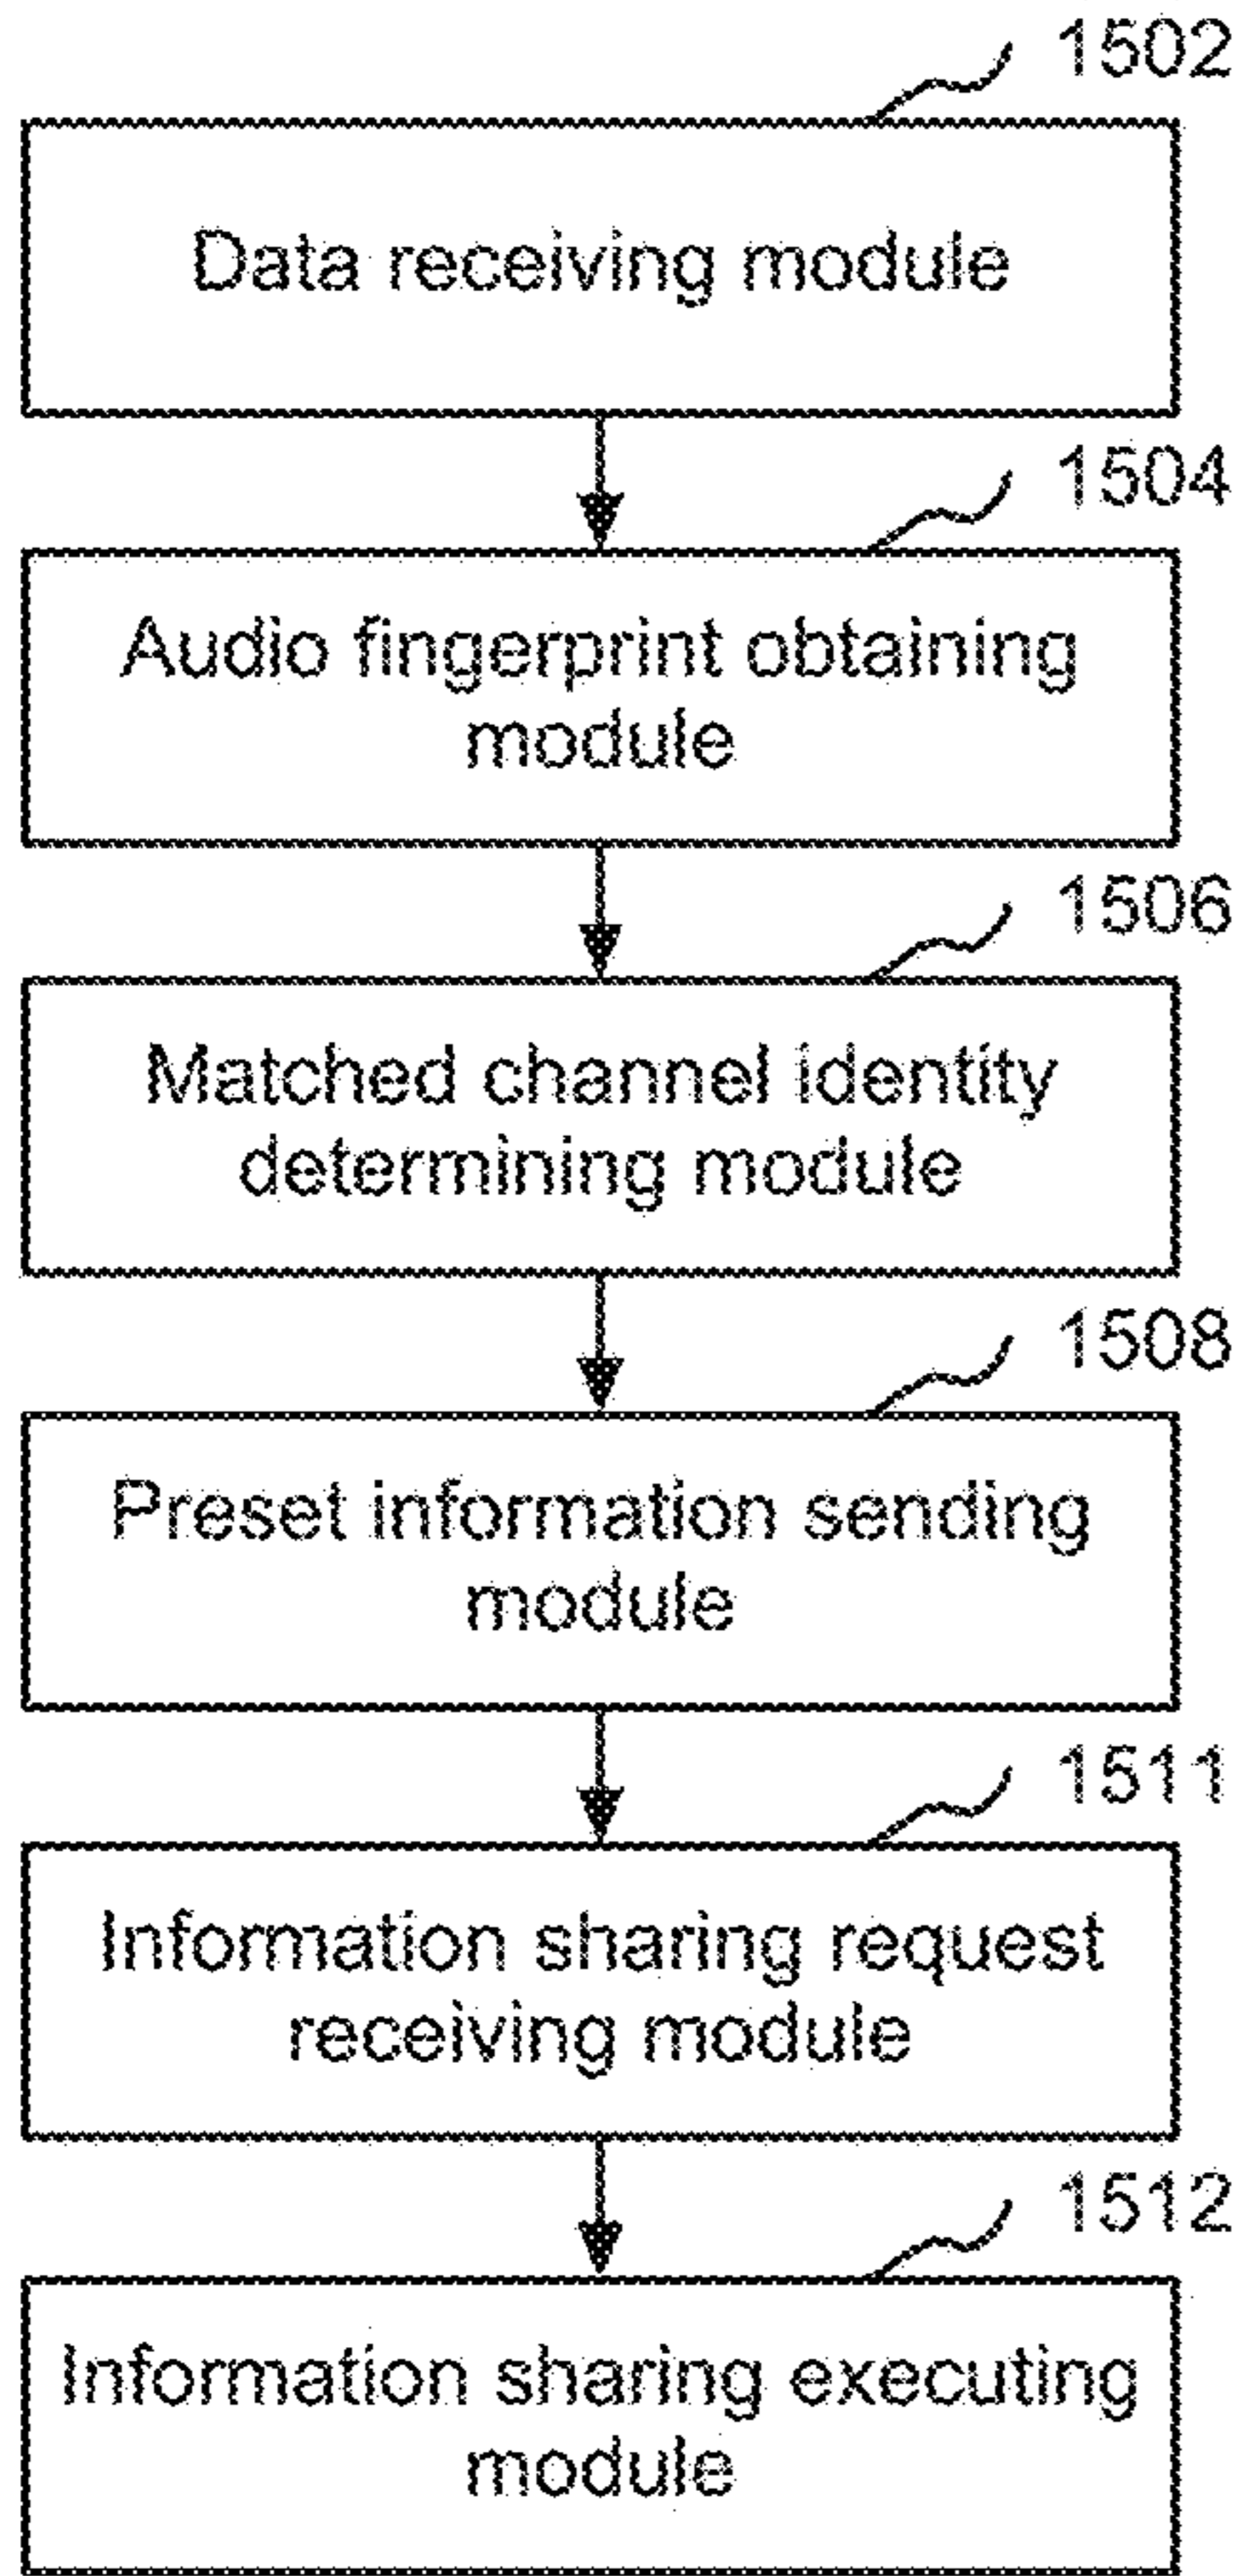 1502
Data receiving module
1504
Audio fingerprint obtaining
module
1506
Matched channel identity
determining module
1508
Preset information sending
module
1511
Information sharing request
receiving module
1512
Information sharing executing
module